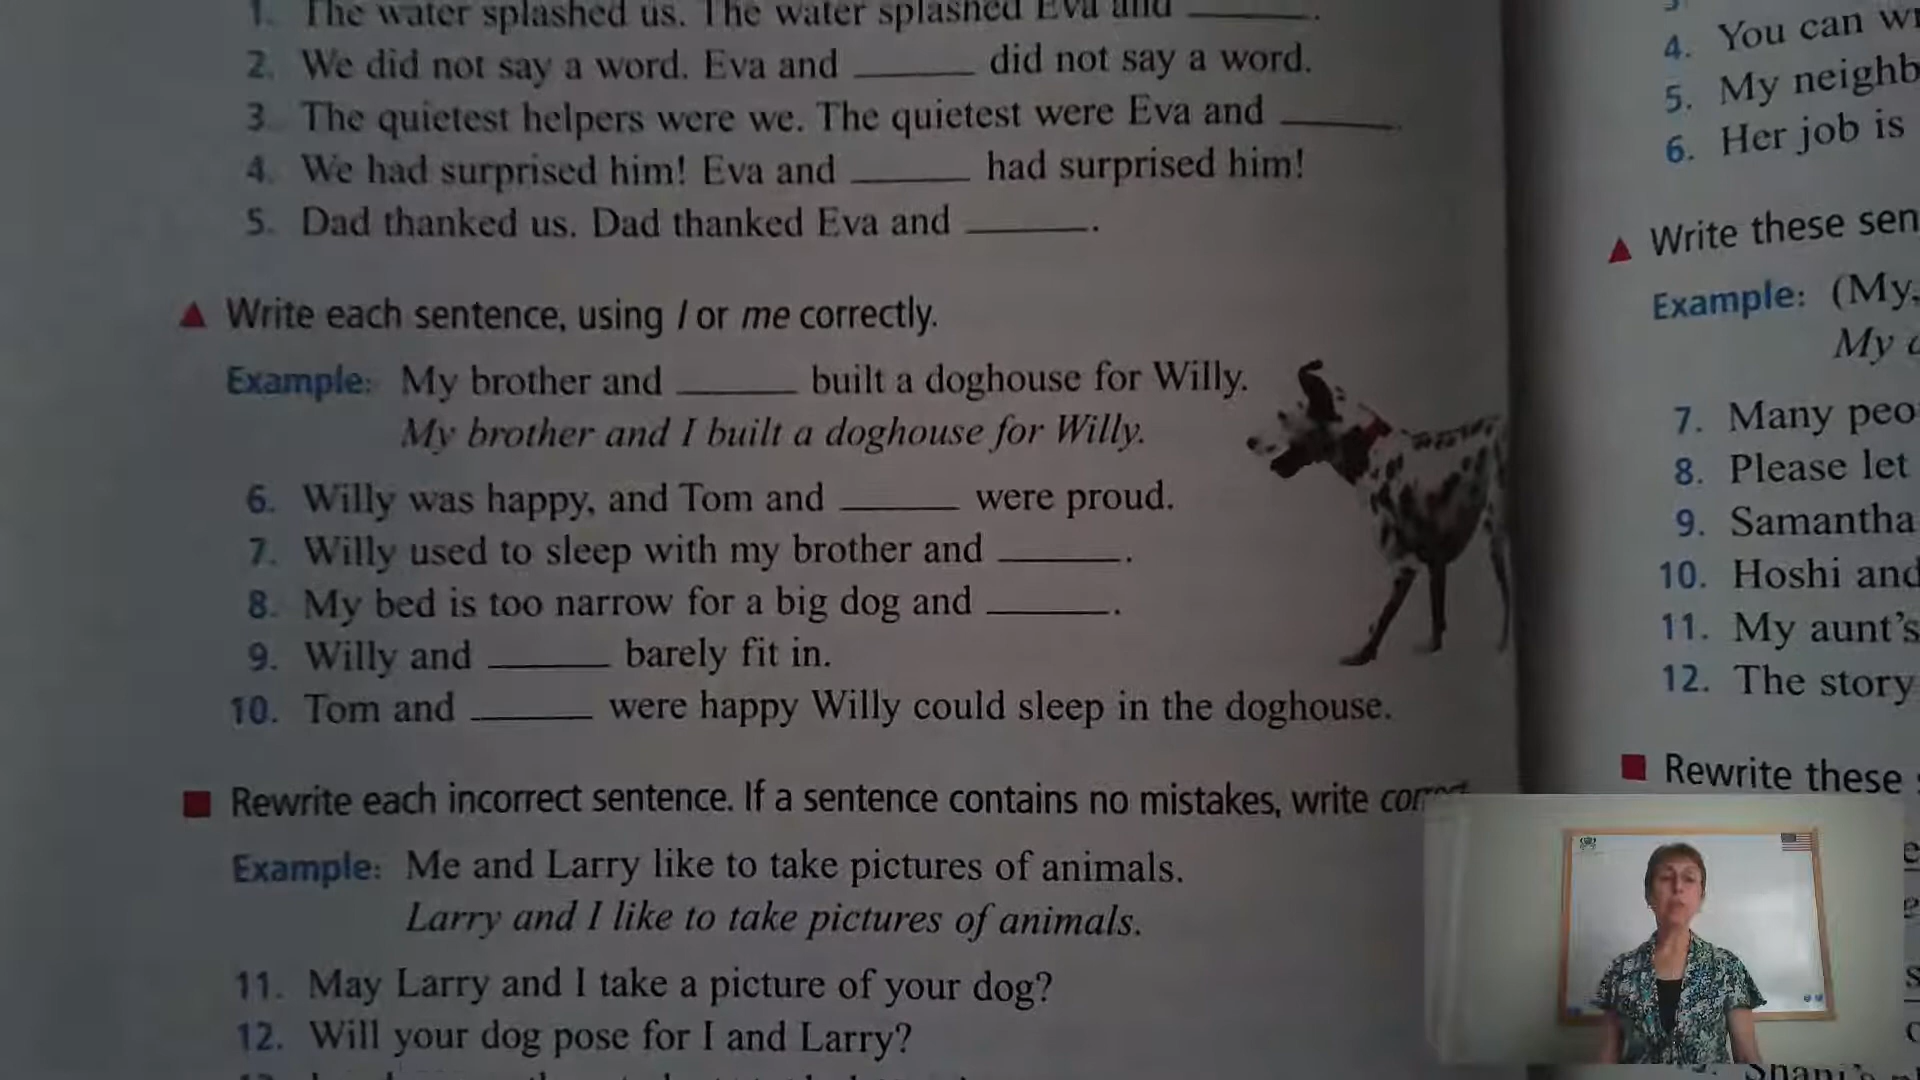 1. The water splashed us. The water splashed Eva and ______.
2. We did not say a word. Eva and ______ did not say a word.
3. The quietest helpers were we. The quietest were Eva and ______.
4. We had surprised him! Eva and ______ had surprised him!
5. Dad thanked us. Dad thanked Eva and ______.
▲ Write each sentence, using I or me correctly.
Example: My brother and ______ built a doghouse for Willy.
My brother and I built a doghouse for Willy.
6. Willy was happy, and Tom and ______ were proud.
7. Willy used to sleep with my brother and ______.
8. My bed is too narrow for a big dog and ______.
9. Willy and ______ barely fit in.
10. Tom and ______ were happy Willy could sleep in the doghouse.
■ Rewrite each incorrect sentence. If a sentence contains no mistakes, write correct
Example: Me and Larry like to take pictures of animals.
Larry and I like to take pictures of animals.
11. May Larry and I take a picture of your dog?
12. Will your dog pose for I and Larry?
4. You can
5. My
6. Her job is
▲ Write these
Example: (My,
My
7. Many
8. Please let
9. Samantha
10. Hoshi and
11. My aunt's
12. The story
■ Rewrite these